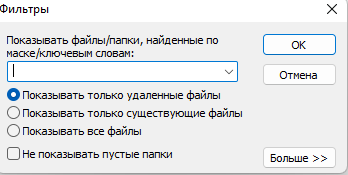 Фильтры
Показывать файлы/папки, найденные по
маске/ключевым словам:
OK
Отмена
Показывать только удаленные файлы
Показывать только существующие файлы
Показывать все файлы
Не показывать пустые папки
Больше >>